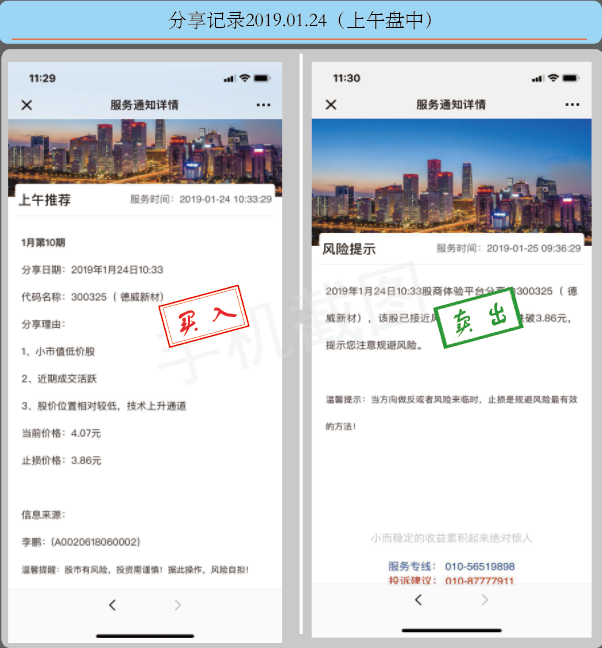 分享记录2019.01.24（上午盘中）
11:29
服务通知详情
上午推荐
服务时间：2019-01-24 10:33:29
1月第10期
分享日期：2019年1月24日10:33
代码名称：300325（ 德威新材）
买入
分享理由：
1、小市值低价股
2、近期成交活跃
3、股价位置相对较低，技术上升通道
当前价格：4.07元
止损价格：3.86元
信息来源：
李鹏：(A0020618060002)
温馨提醒：股市有风险，投资需谨慎！据此操作，风险自担！
11:30
服务通知详情
风险提示
服务时间：2019-01-25 09:36:29
2019年1月24日10:33股商体验平台分享 300325（ 德
威新材），该股已接近 破3.86元，
卖出
提示您注意规避风险。
温馨提示：当方向做反或者风险来临时，止损是规避风险最有效
的方法！
小而稳定的收益累积起来绝对惊人
服务专线： 010-56519898
投诉建议： 010-87777911
手机截图